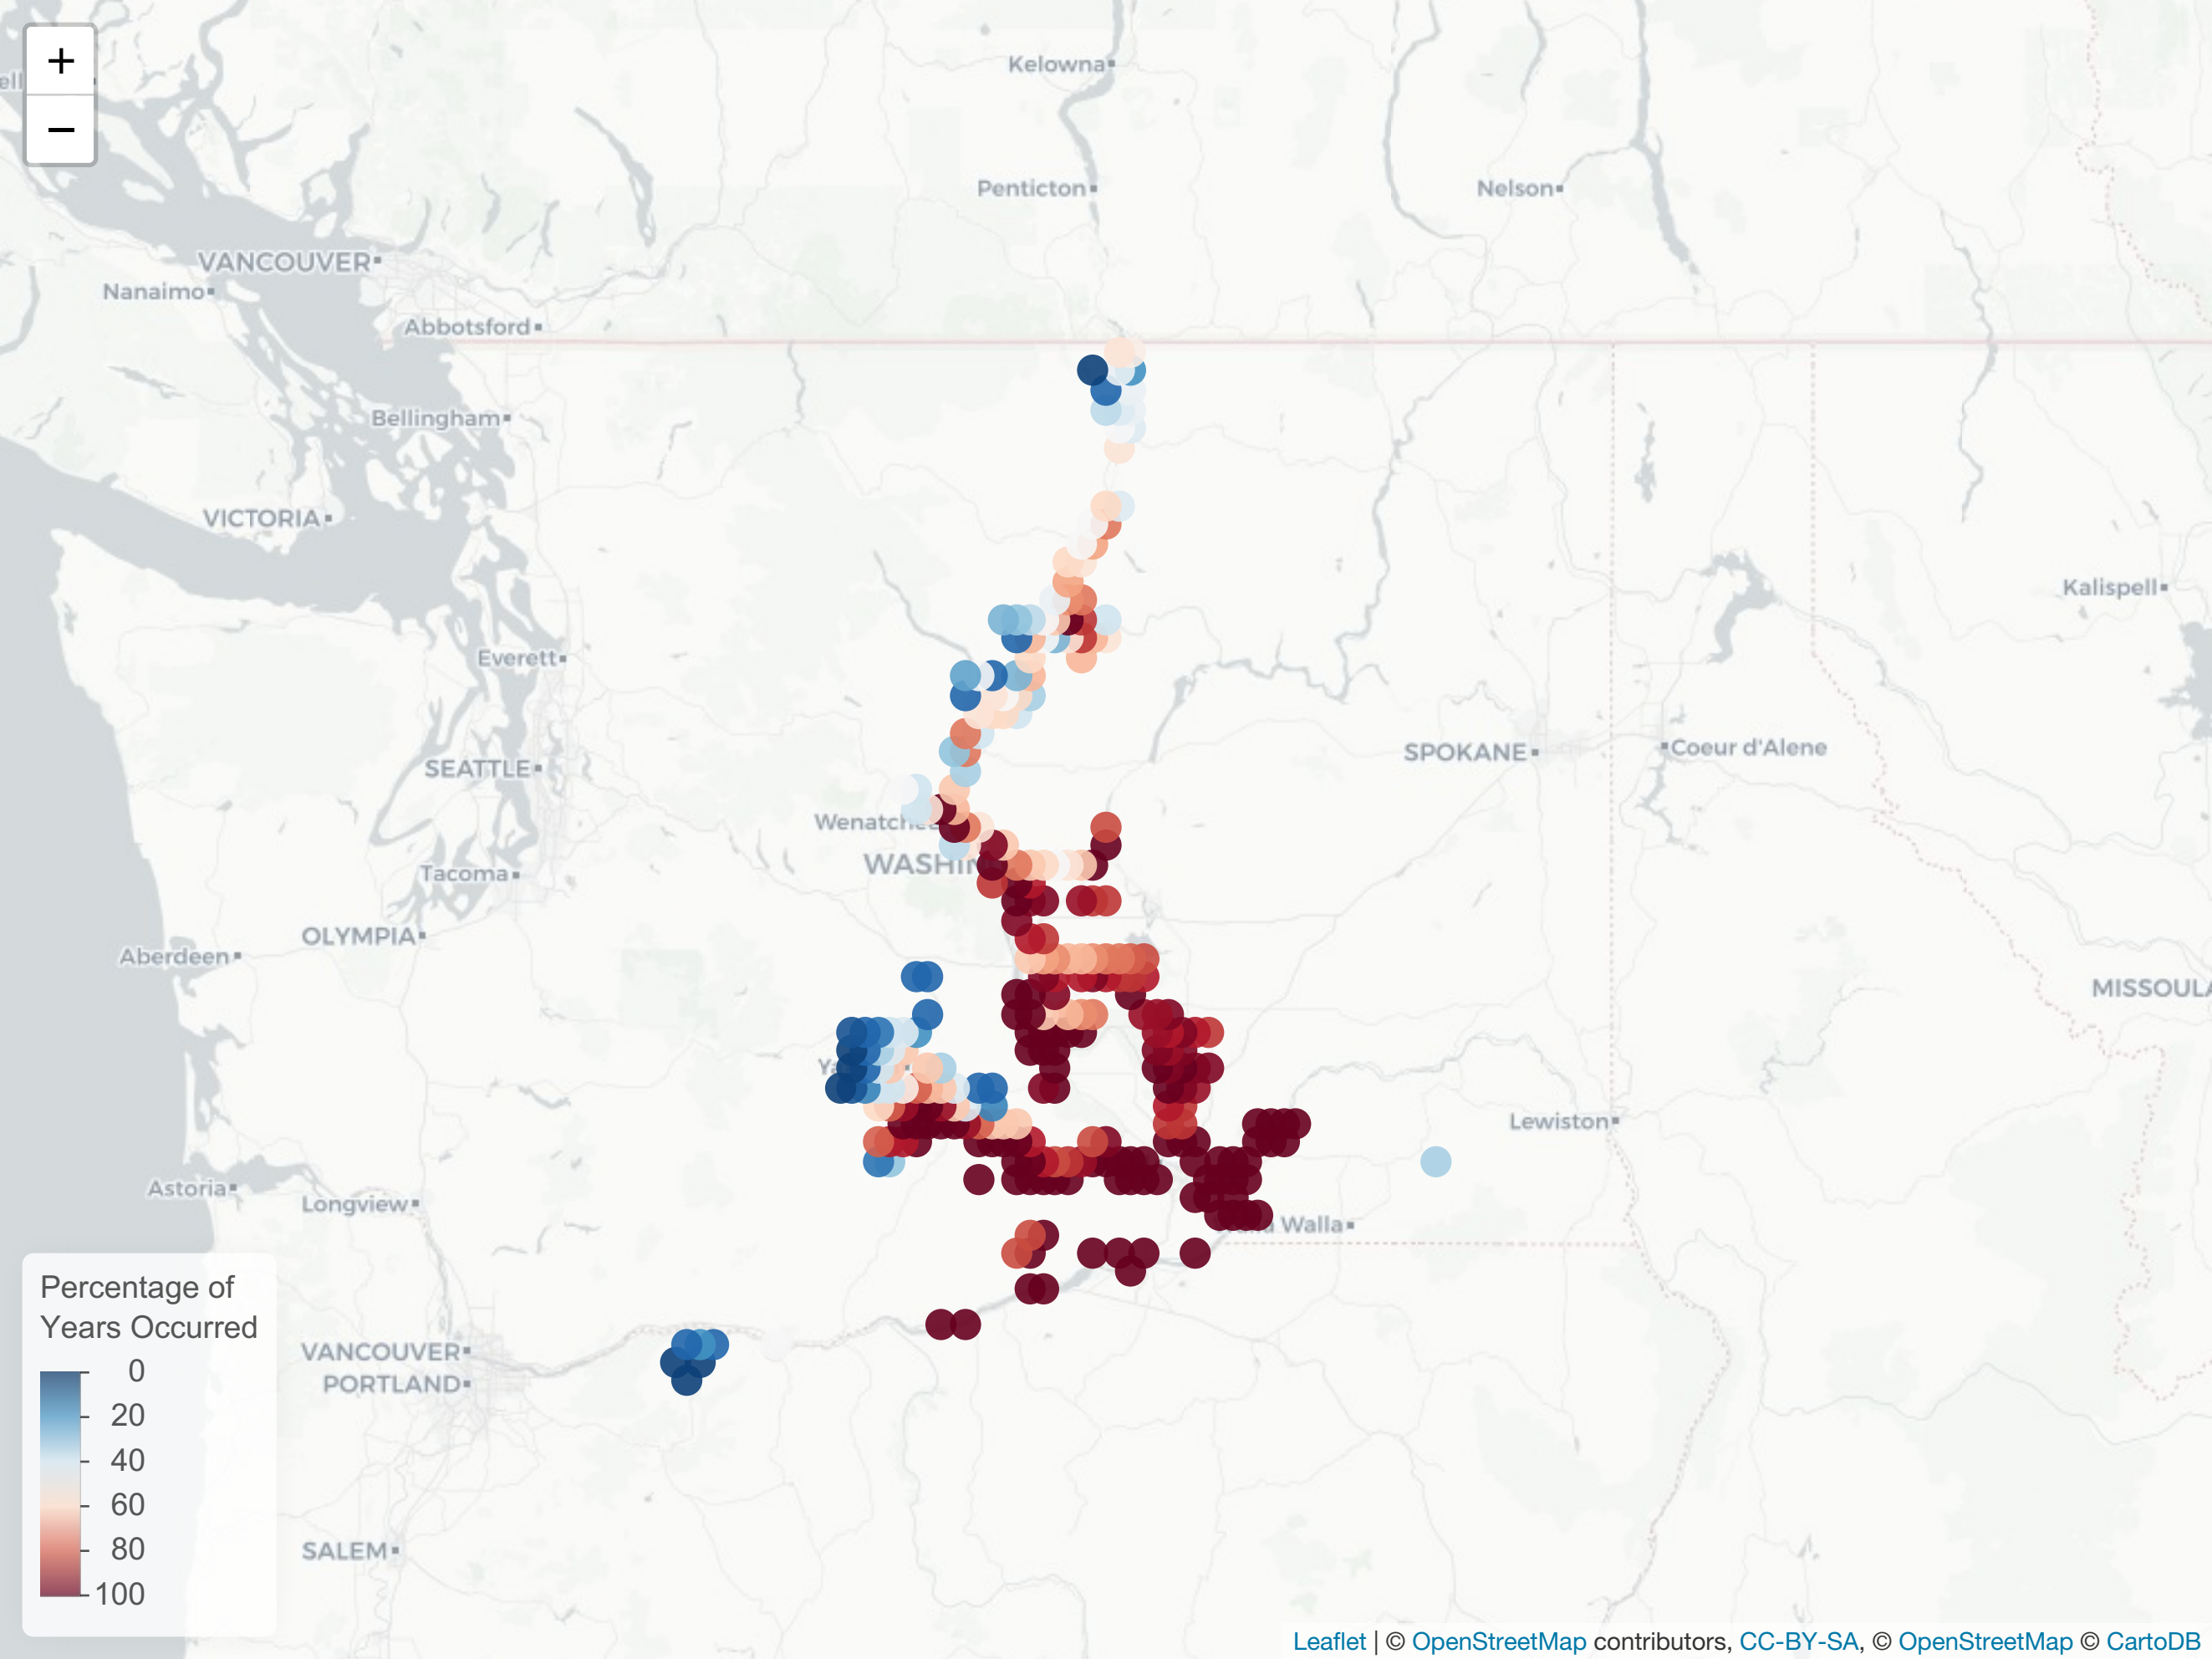 +
−
Kelowna
Penticton
Nelson
VANCOUVER
Nanaimo
Abbotsford
Bellingham
VICTORIA
Kalispell
Everett
SPOKANE
Coeur d'Alene
SEATTLE
Tacoma
OLYMPIA
Aberdeen
MISSOULA
Lewiston
Astoria
Longview
Walla
VANCOUVER
PORTLAND
SALEM
Percentage of
Years Occurred
0
20
40
60
80
100
Leaflet | © OpenStreetMap contributors, CC-BY-SA, © OpenStreetMap © CartoDB